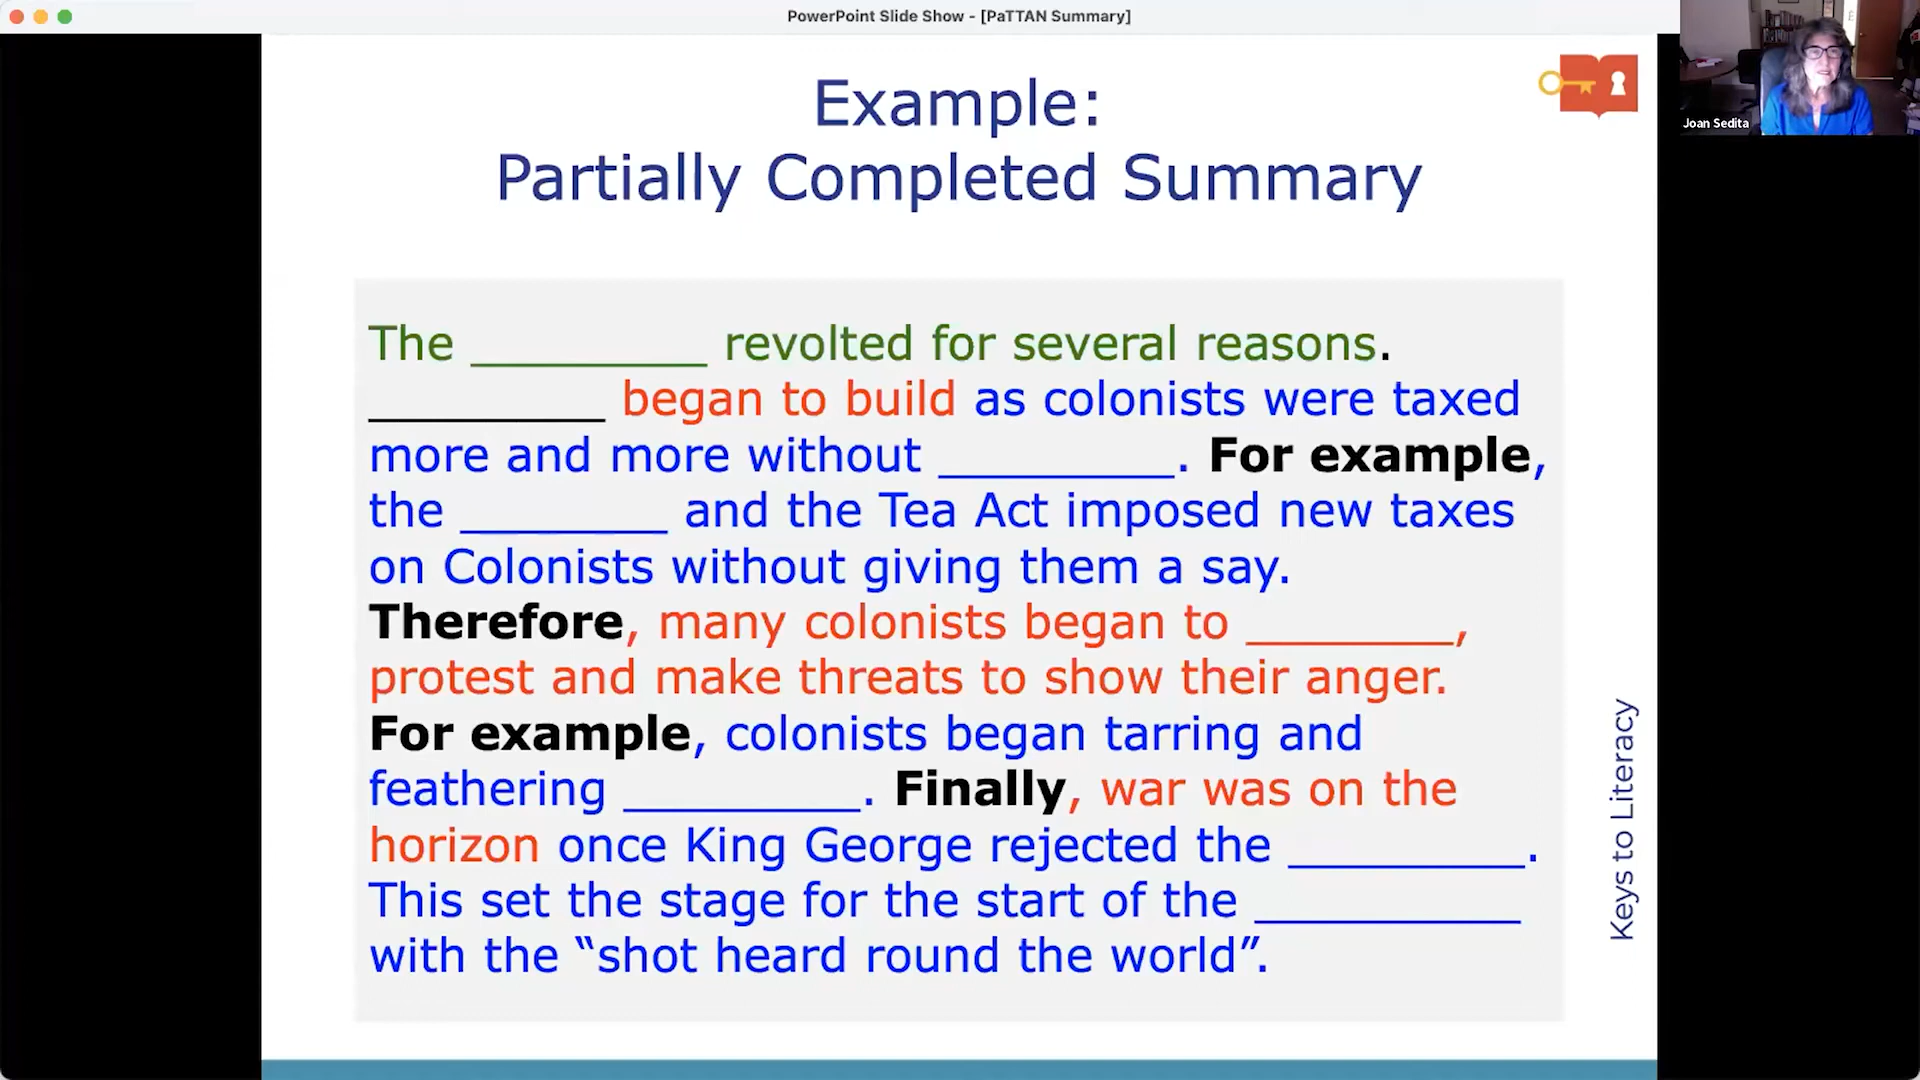 PowerPoint Slide Show - [PaTTAN Summary]
Joan Sedita
Example:
Partially Completed Summary
The _________ revolted for several reasons.
_________ began to build as colonists were taxed
more and more without _________. For example,
the ________ and the Tea Act imposed new taxes
on Colonists without giving them a say.
Therefore, many colonists began to ________,
protest and make threats to show their anger.
For example, colonists began tarring and
feathering _________. Finally, war was on the
horizon once King George rejected the _________.
This set the stage for the start of the __________
with the “shot heard round the world”.
Keys to Literacy